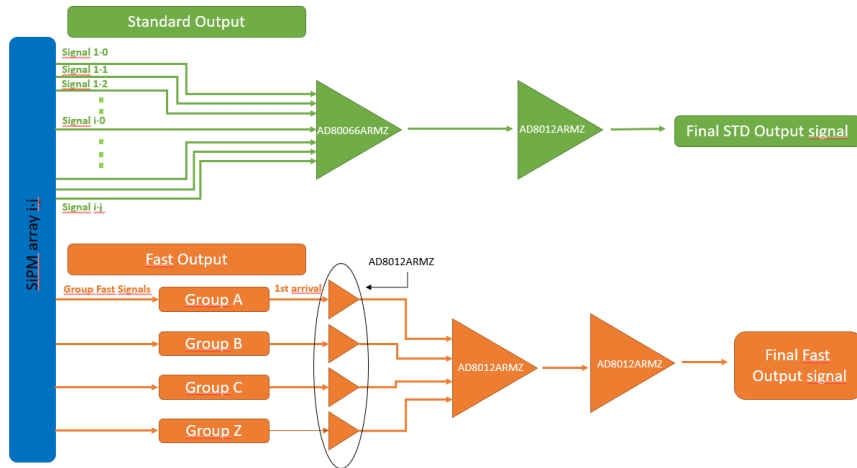 Standard Output
Signal 1-0
Signal 1-1
Signal 1-2
Signal i-0
Signal i-j
AD80066ARMZ
AD8012ARMZ
Final STD Output signal
SiPM array i·j
Fast Output
AD8012ARMZ
Group Fast Signals
1st arrival
Group A
Group B
Group C
Group Z
AD8012ARMZ
AD8012ARMZ
Final Fast
Output signal